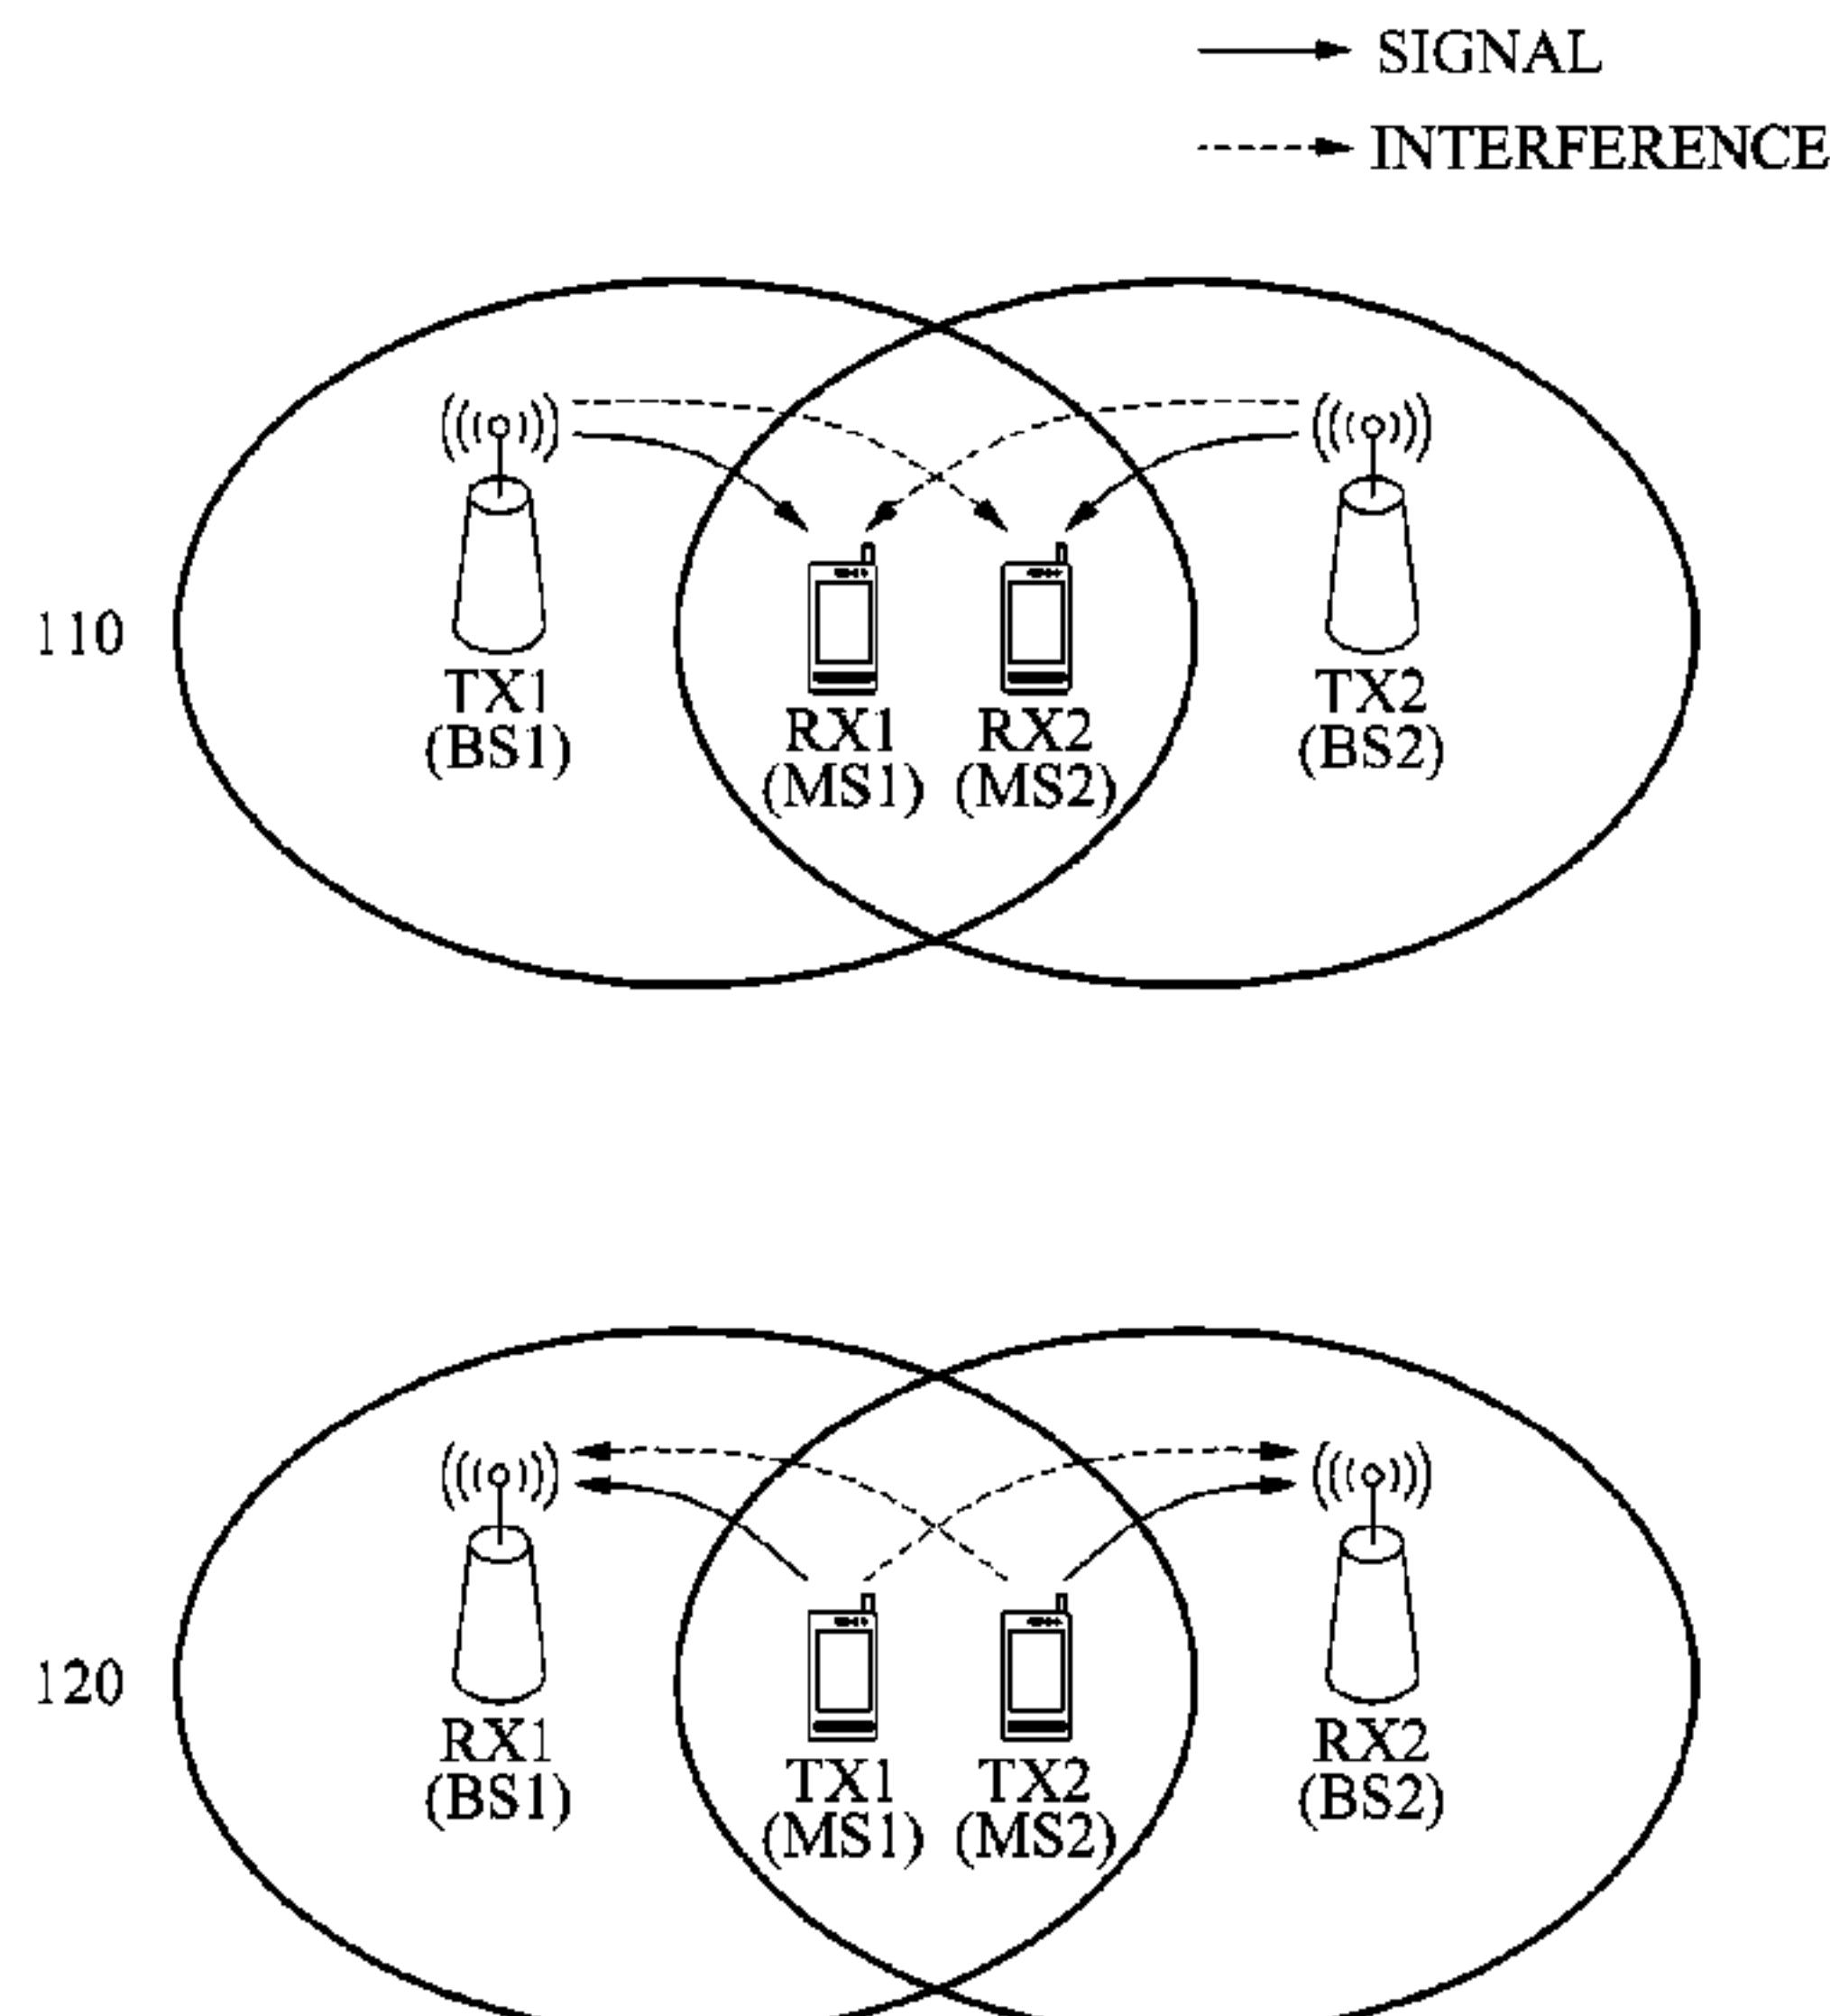 SIGNAL
INTERFERENCE
110
TX1
(BS1)
RX1
(MS1)
RX2
(MS2)
TX2
(BS2)
120
RX1
(BS1)
TX1
(MS1)
TX2
(MS2)
RX2
(BS2)